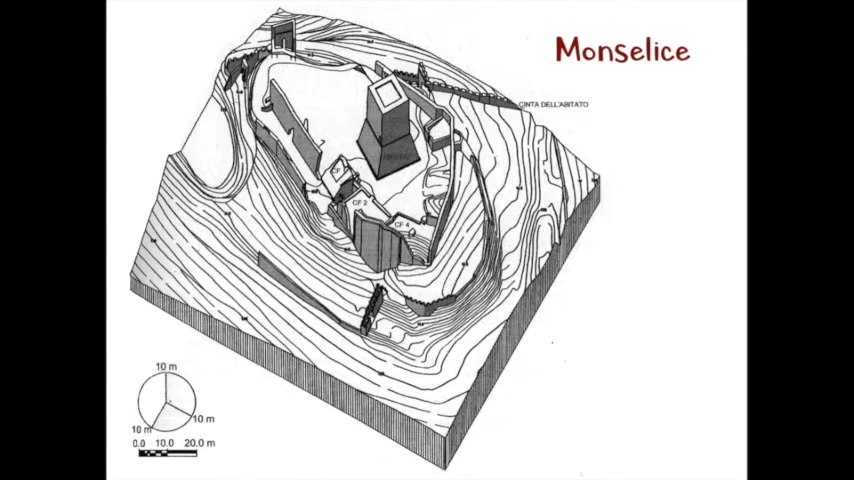 Monselice
CINTA DELL'ABITATO
CF 2
CF 4
10 m
10 m
10 m
0.0 10.0 20.0 m